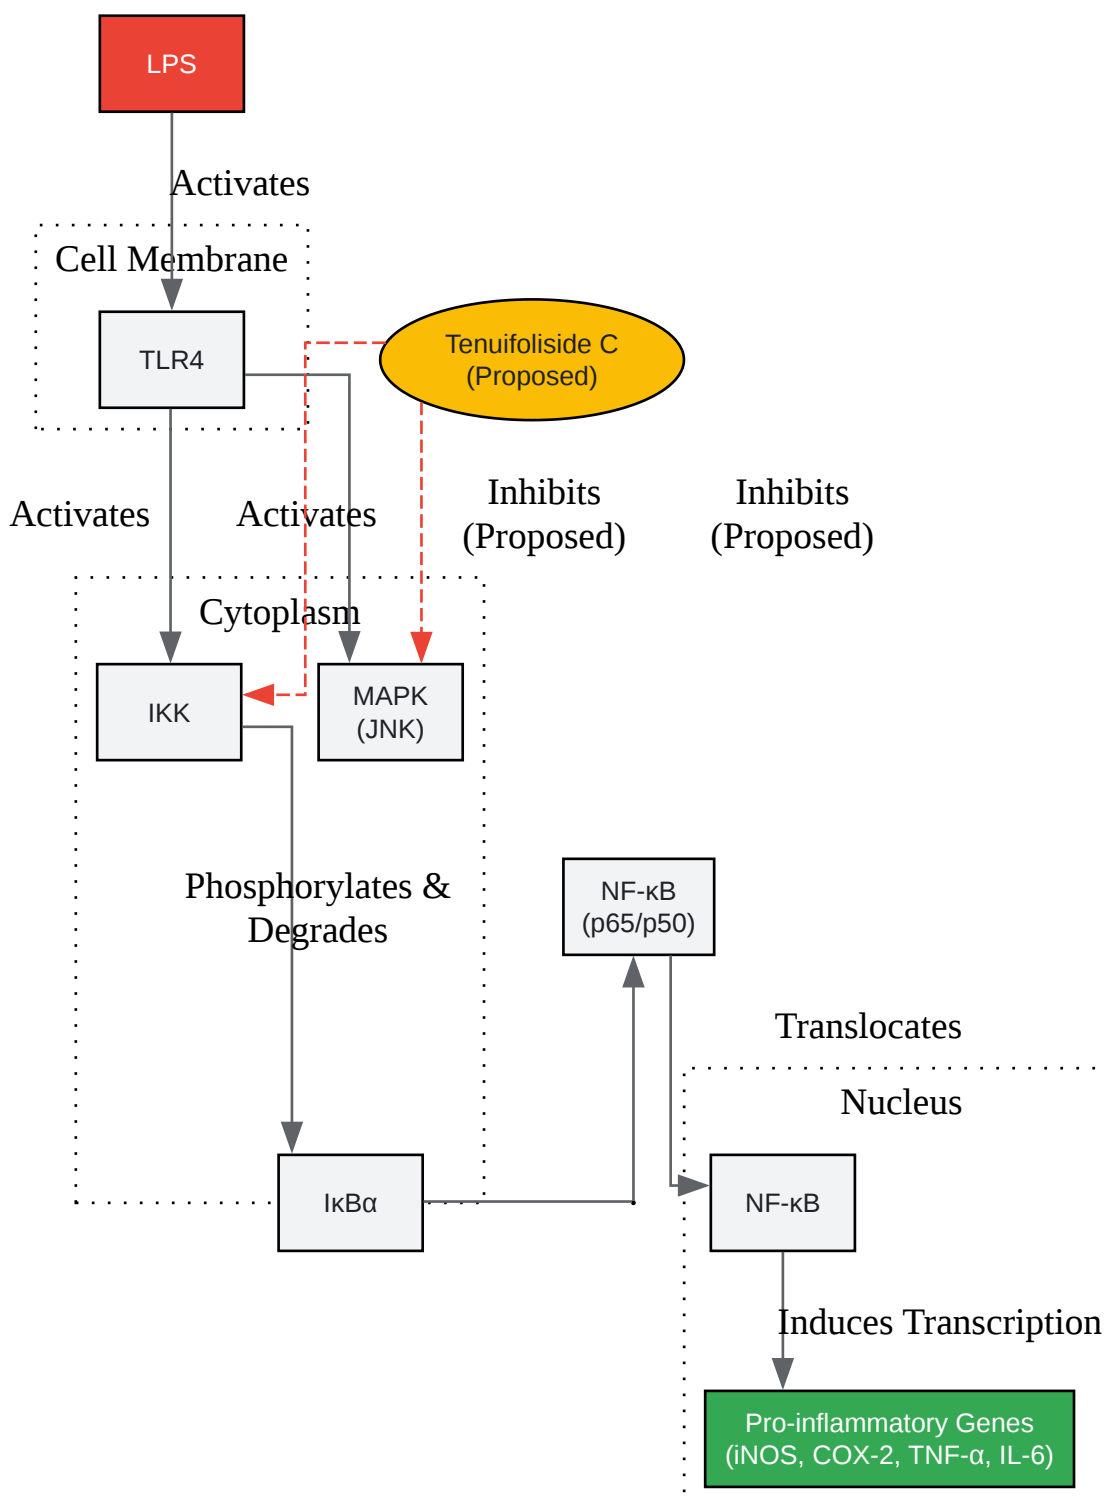 LPS
Activates
Cell Membrane
TLR4
Tenuifoliside C
(Proposed)
Activates
Activates
Inhibits
(Proposed)
Inhibits
(Proposed)
Cytoplasm
IKK
MAPK
(JNK)
Phosphorylates &
Degrades
NF-κB
(p65/p50)
Translocates
Nucleus
IκBα
NF-κB
Induces Transcription
Pro-inflammatory Genes
(iNOS, COX-2, TNF-α, IL-6)